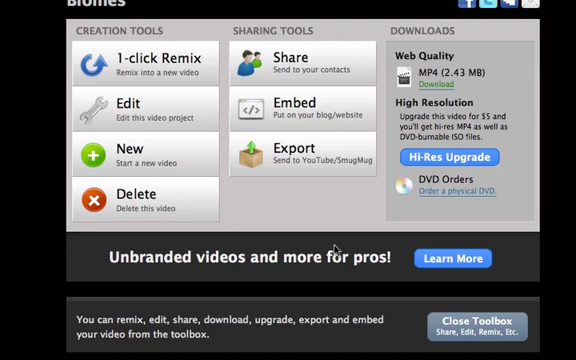 Biomes
CREATION TOOLS
1-click Remix
Remix into a new video
Edit
Edit this video project
New
Start a new video
Delete
Delete this video
SHARING TOOLS
Share
Send to your contacts
Embed
Put on your blog/website
Export
Send to YouTube/SmugMug
DOWNLOADS
Web Quality
MP4 (2.43 MB)
Download
High Resolution
Upgrade this video for $5 and
you'll get hi-res MP4 as well as
DVD-burnable ISO files.
Hi-Res Upgrade
DVD Orders
Order a physical DVD.
Unbranded videos and more for pros!
Learn More
You can remix, edit, share, download, upgrade, export and embed
your video from the toolbox.
Close Toolbox
Share, Edit, Remix, Etc.